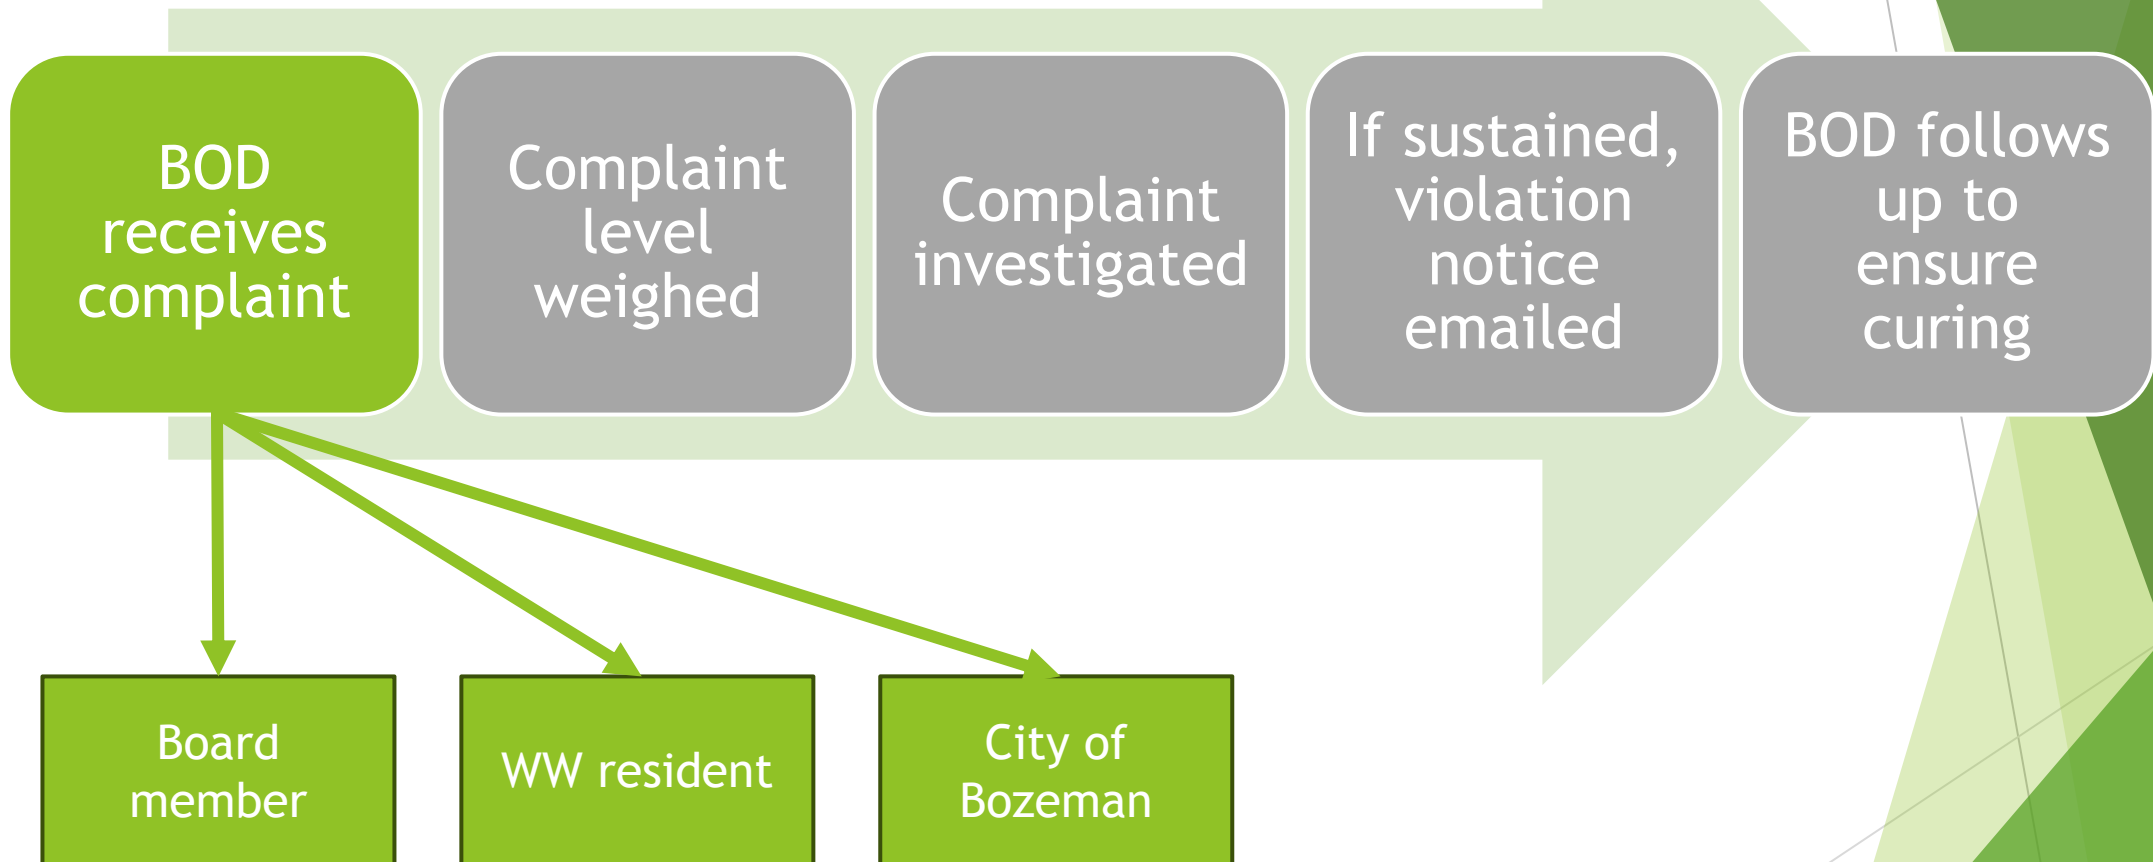 BOD
receives
complaint
Complaint
level
weighed
Complaint
investigated
If sustained,
violation
notice
emailed
BOD follows
up to
ensure
curing
Board
member
WW resident
City of
Bozeman